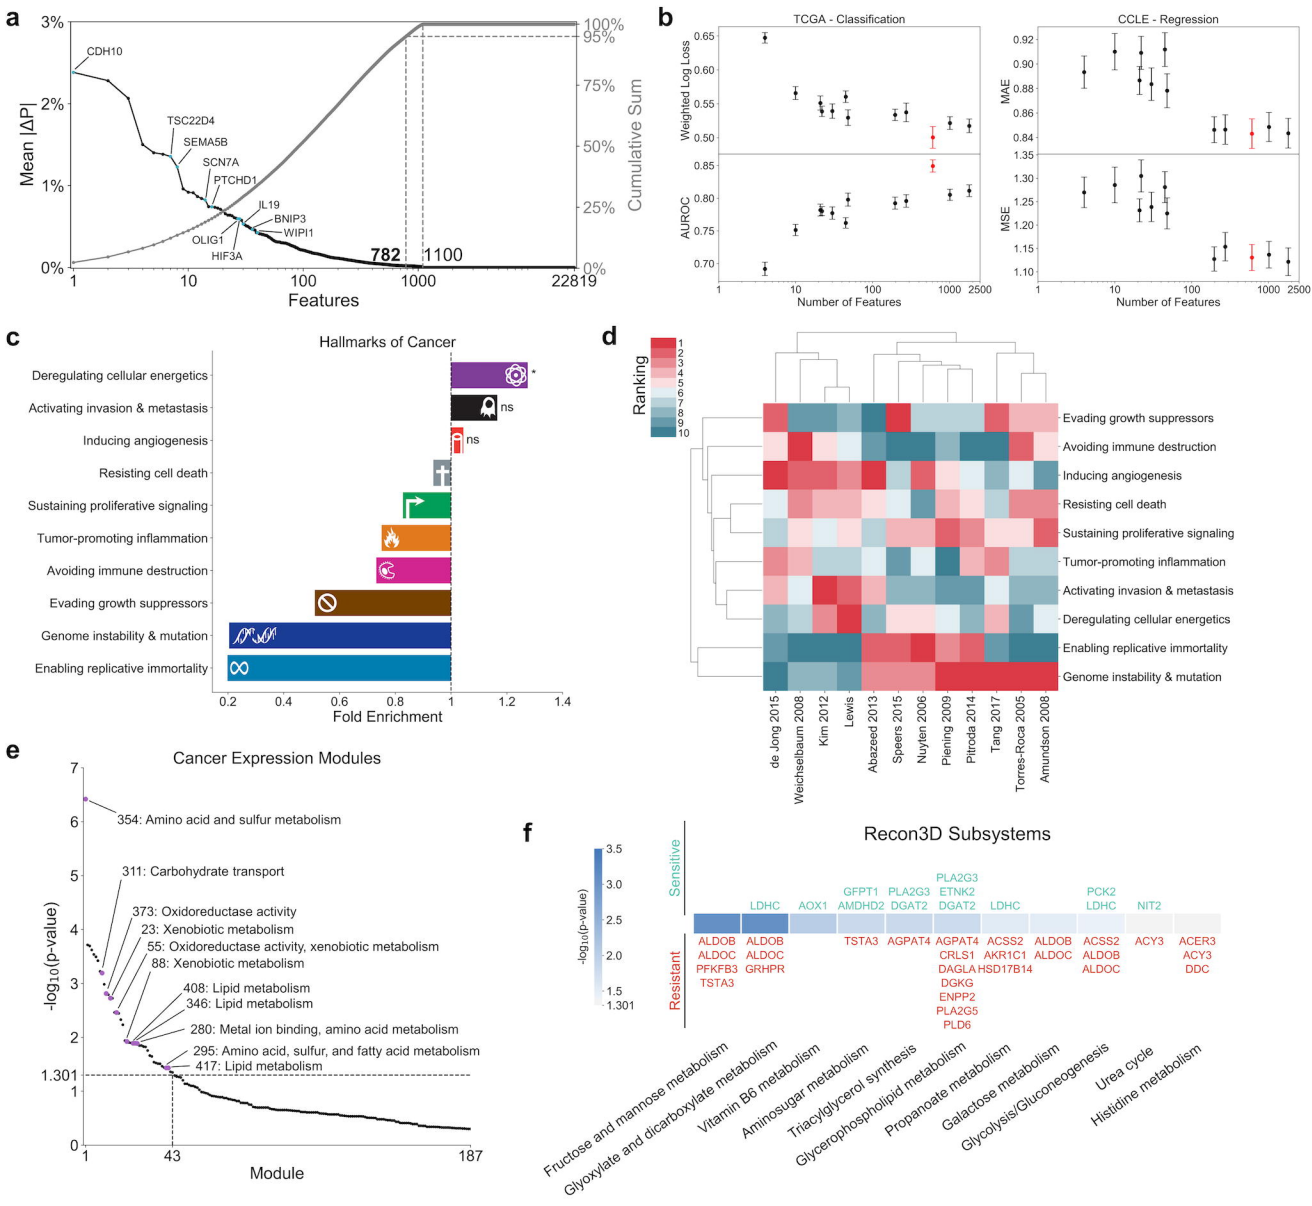 a
3%
2%
1%
0%
Mean |ΔP|
CDH10
TSC22D4
SEMA5B
SCN7A
PTCHD1
IL19
BNIP3
WIPI1
OLIG1
HIF3A
782
1100
100%
95%
75%
50%
25%
0%
Cumulative Sum
1
10
100
1000
22819
Features
b
TCGA - Classification
0.65
0.60
0.55
0.50
Weighted Log Loss
0.85
0.80
0.75
0.70
AUROC
1
10
100
1000
2500
Number of Features
CCLE - Regression
0.92
0.90
0.88
0.86
0.84
MAE
1.35
1.30
1.25
1.20
1.15
1.10
MSE
1
10
100
1000
2500
Number of Features
c
Hallmarks of Cancer
Deregulating cellular energetics
*
Activating invasion & metastasis
ns
Inducing angiogenesis
ns
Resisting cell death
Sustaining proliferative signaling
Tumor-promoting inflammation
Avoiding immune destruction
Evading growth suppressors
Genome instability & mutation
Enabling replicative immortality
0.2
0.4
0.6
0.8
1
1.2
1.4
Fold Enrichment
d
Ranking
1
2
3
4
5
6
7
8
9
10
Evading growth suppressors
Avoiding immune destruction
Inducing angiogenesis
Resisting cell death
Sustaining proliferative signaling
Tumor-promoting inflammation
Activating invasion & metastasis
Deregulating cellular energetics
Enabling replicative immortality
Genome instability & mutation
de Jong 2015
Weichselbaum 2008
Kim 2012
Lewis
Abazeed 2013
Speers 2015
Nuyten 2006
Piening 2009
Pitroda 2014
Tang 2017
Torres-Roca 2005
Amundson 2008
e
Cancer Expression Modules
7
6
5
4
3
2
1.301
1
0
-log10(p-value)
354: Amino acid and sulfur metabolism
311: Carbohydrate transport
373: Oxidoreductase activity
23: Xenobiotic metabolism
55: Oxidoreductase activity, xenobiotic metabolism
88: Xenobiotic metabolism
408: Lipid metabolism
346: Lipid metabolism
280: Metal ion binding, amino acid metabolism
295: Amino acid, sulfur, and fatty acid metabolism
417: Lipid metabolism
1
43
187
Module
f
Recon3D Subsystems
3.5
3.0
2.5
2.0
1.5
1.301
-log10(p-value)
Sensitive
Resistant
PLA2G3
GFPT1 PLA2G3 ETNK2 PCK2
LDHC AOX1 AMDHD2 DGAT2 DGAT2 LDHC LDHC NIT2
ALDOB ALDOB TSTA3 AGPAT4 AGPAT4 ACSS2 ALDOB ACSS2 ACY3 ACER3
ALDOC ALDOC CRLS1 AKR1C1 ALDOC ALDOB ACY3
PFKFB3 GRHPR DAGLA HSD17B14 ALDOC DDC
TSTA3 DGKG
ENPP2
PLA2G5
PLD6
Fructose and mannose metabolism
Glyoxylate and dicarboxylate metabolism
Vitamin B6 metabolism
Aminosugar metabolism
Triacylglycerol synthesis
Glycerophospholipid metabolism
Propanoate metabolism
Galactose metabolism
Glycolysis/Gluconeogenesis
Urea cycle
Histidine metabolism